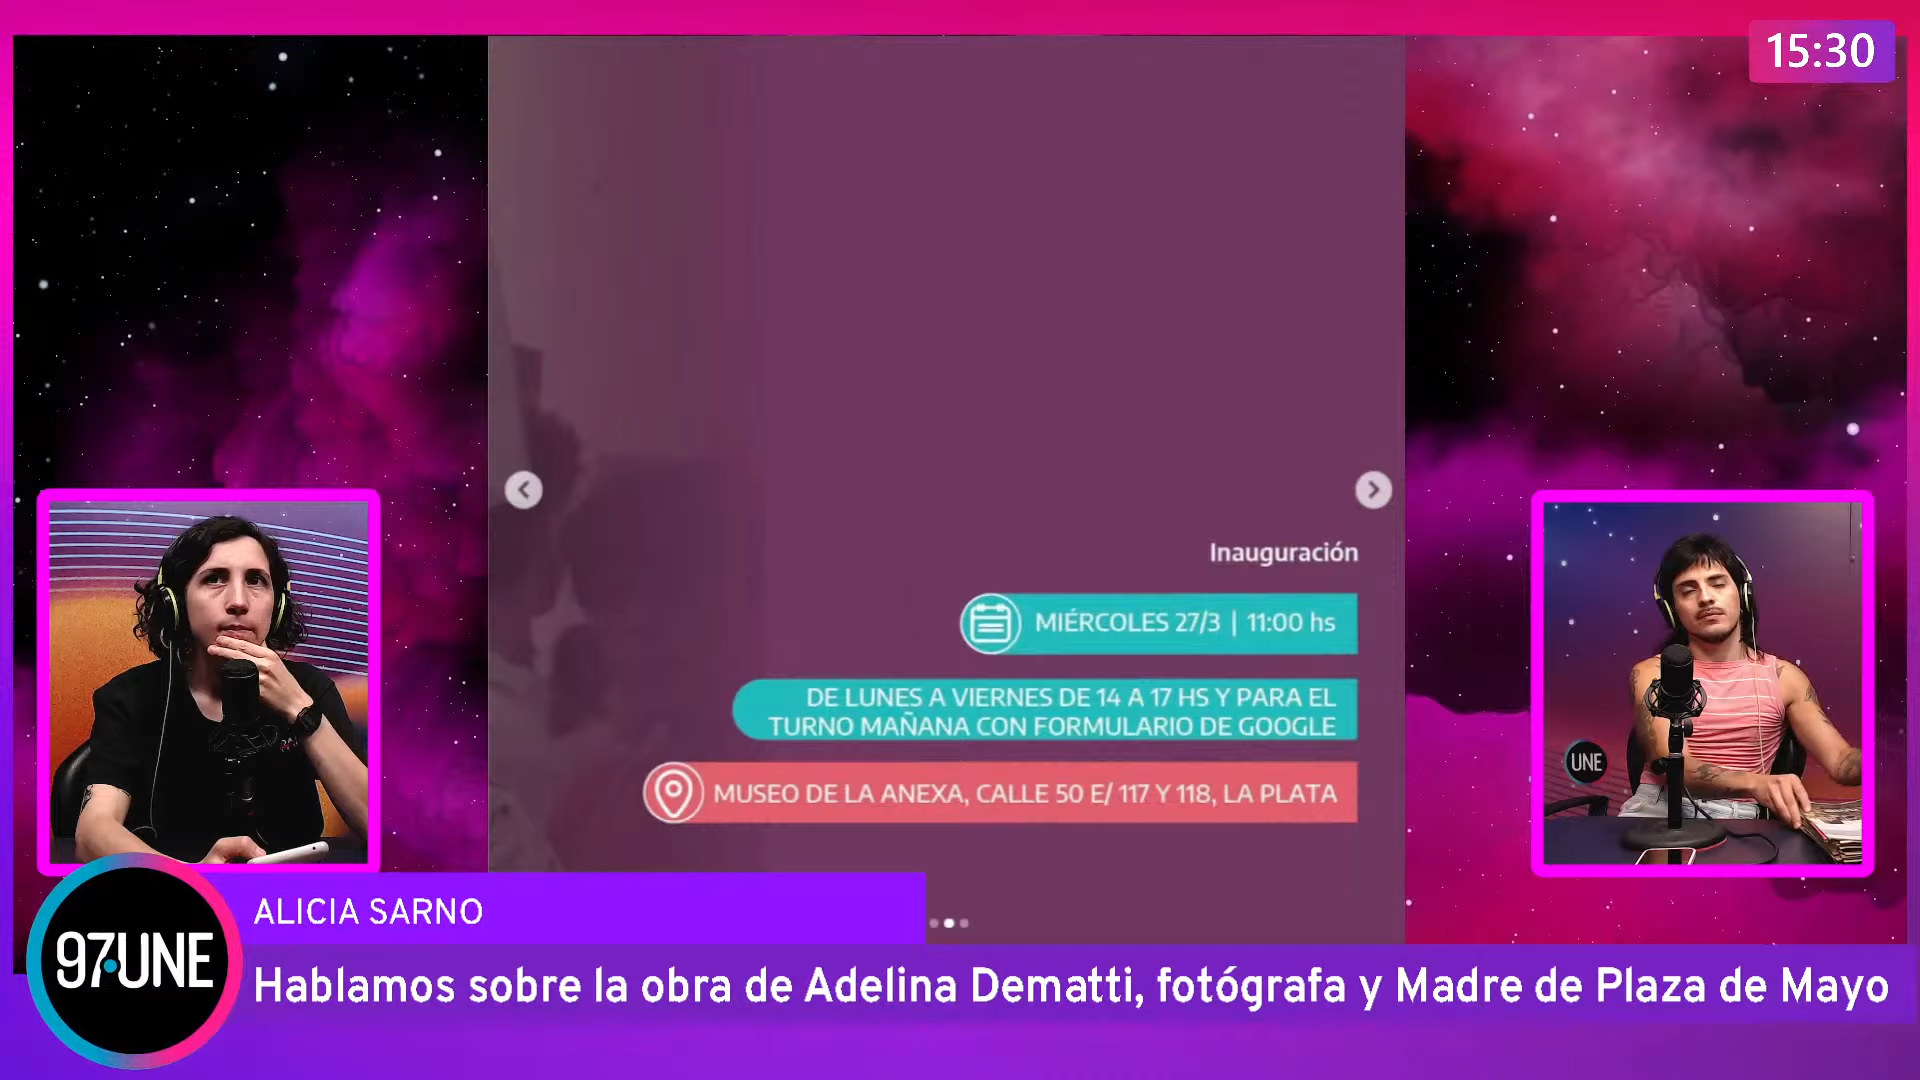 15:30
Inauguración
MIÉRCOLES 27/3 | 11:00 hs
DE LUNES A VIERNES DE 14 A 17 HS Y PARA EL
TURNO MAÑANA CON FORMULARIO DE GOOGLE
MUSEO DE LA ANEXA, CALLE 50 E/ 117 Y 118, LA PLATA
UNE
ALICIA SARNO
97·UNE
Hablamos sobre la obra de Adelina Dematti, fotógrafa y Madre de Plaza de Mayo